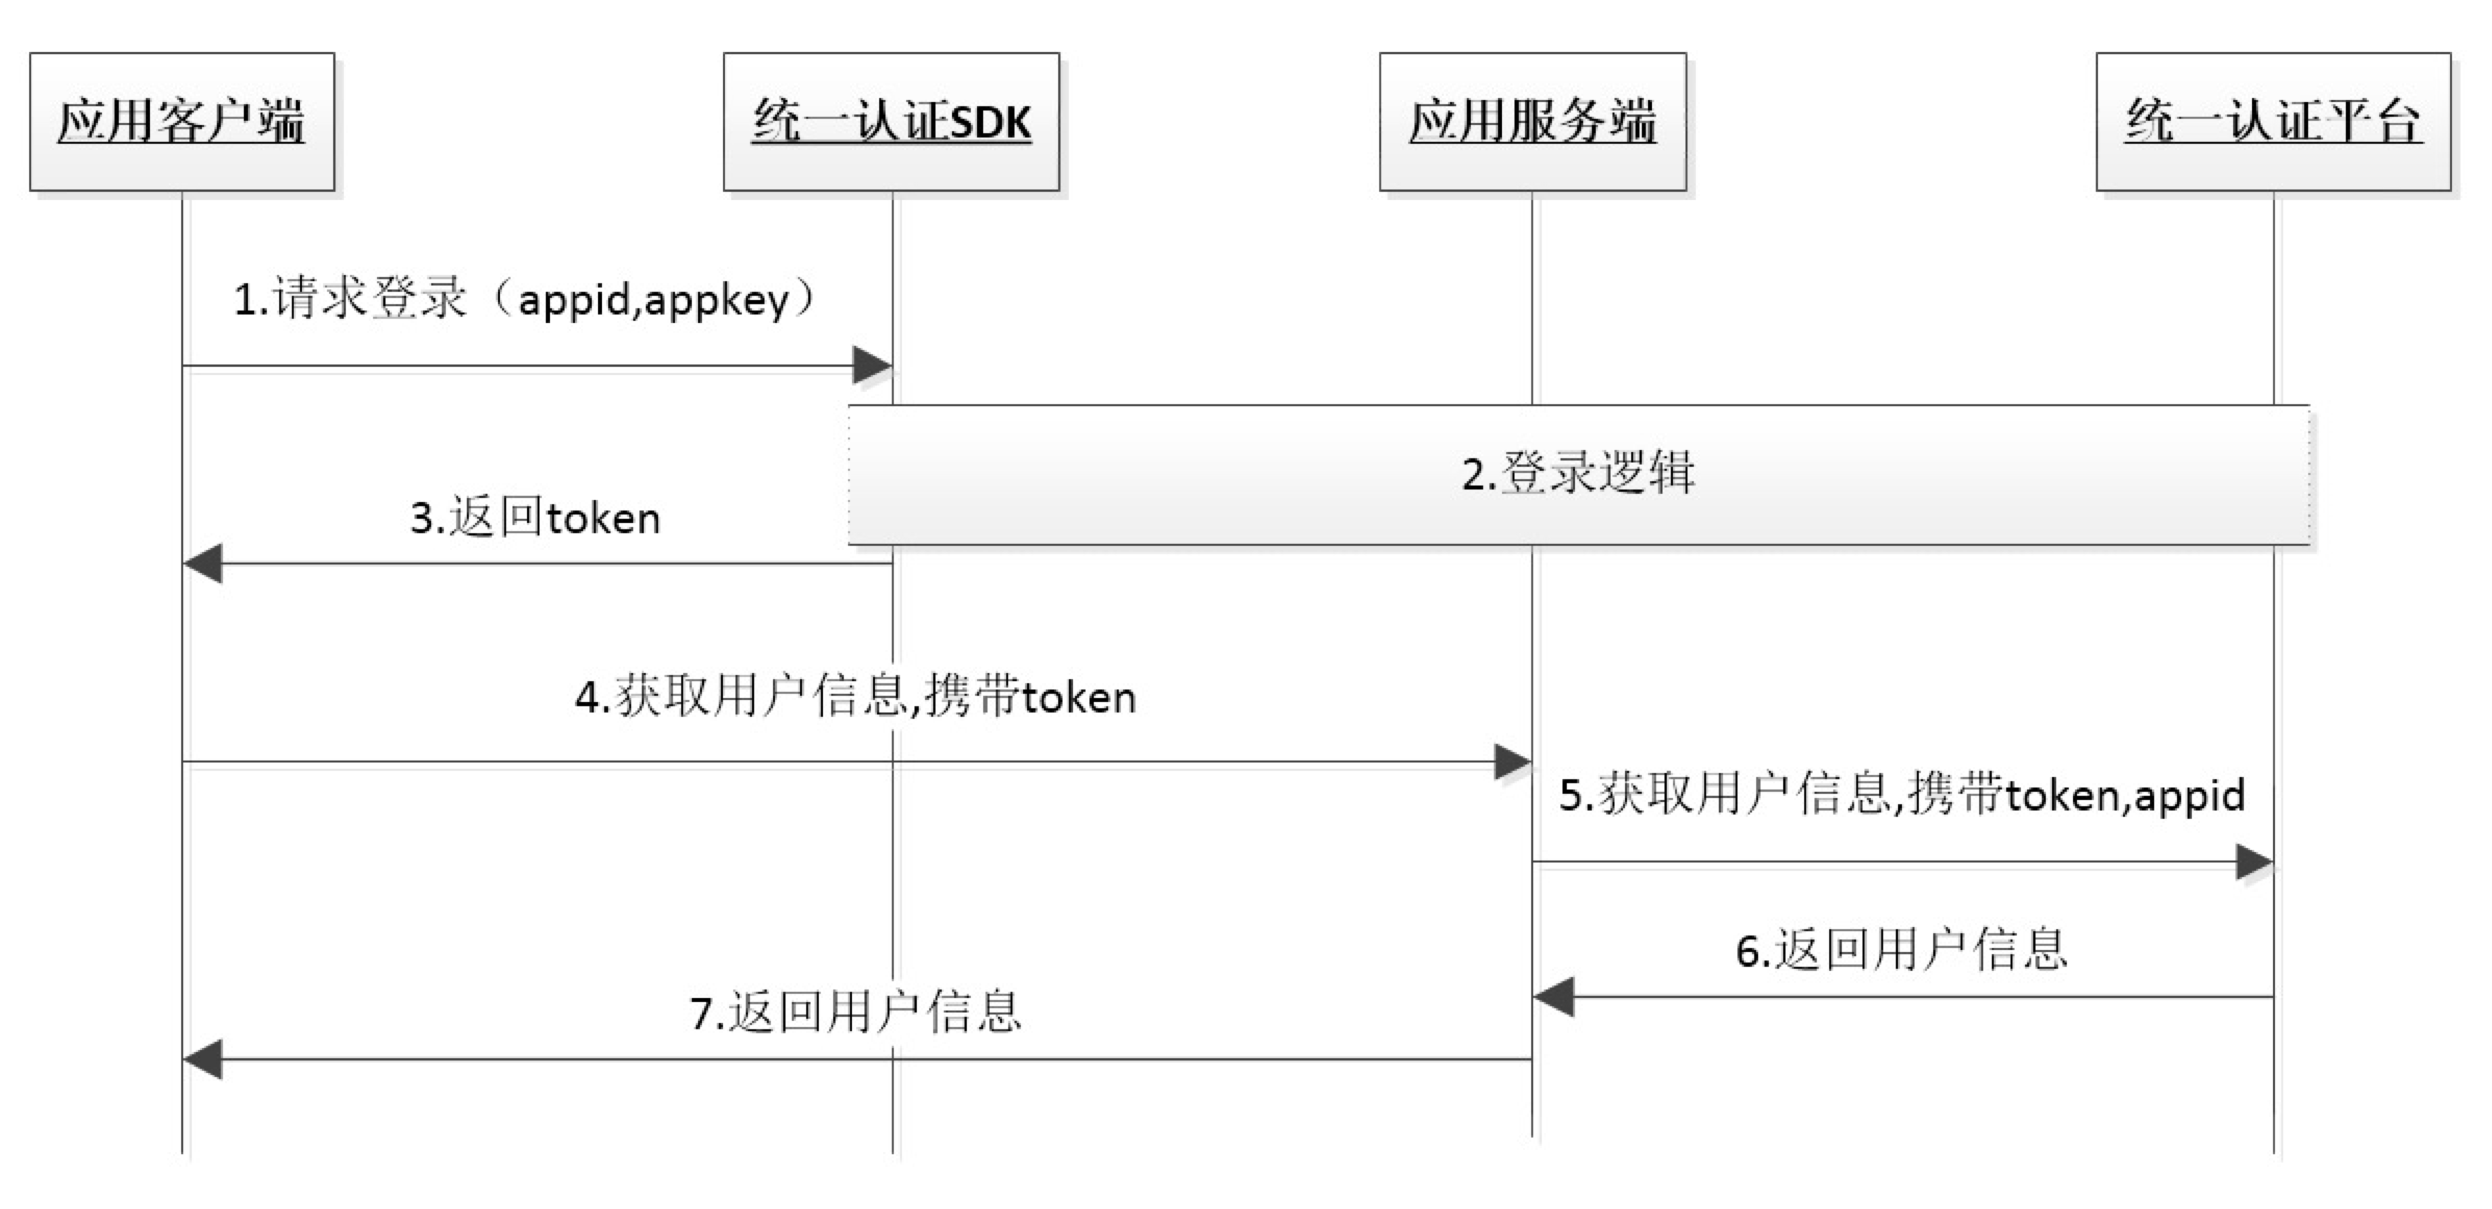 应用客户端
统一认证SDK
应用服务端
统一认证平台
1.请求登录（appid,appkey）
2.登录逻辑
3.返回token
4.获取用户信息,携带token
5.获取用户信息,携带token,appid
6.返回用户信息
7.返回用户信息